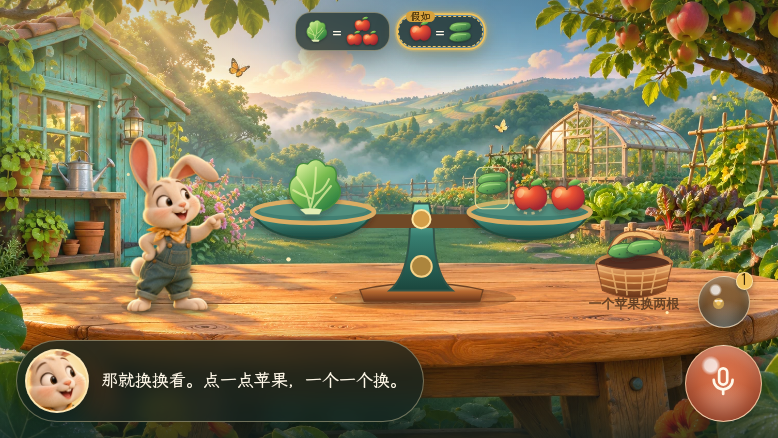 =
假如
=
一个苹果换两根
1
那就换换看。点一点苹果，一个一个换。